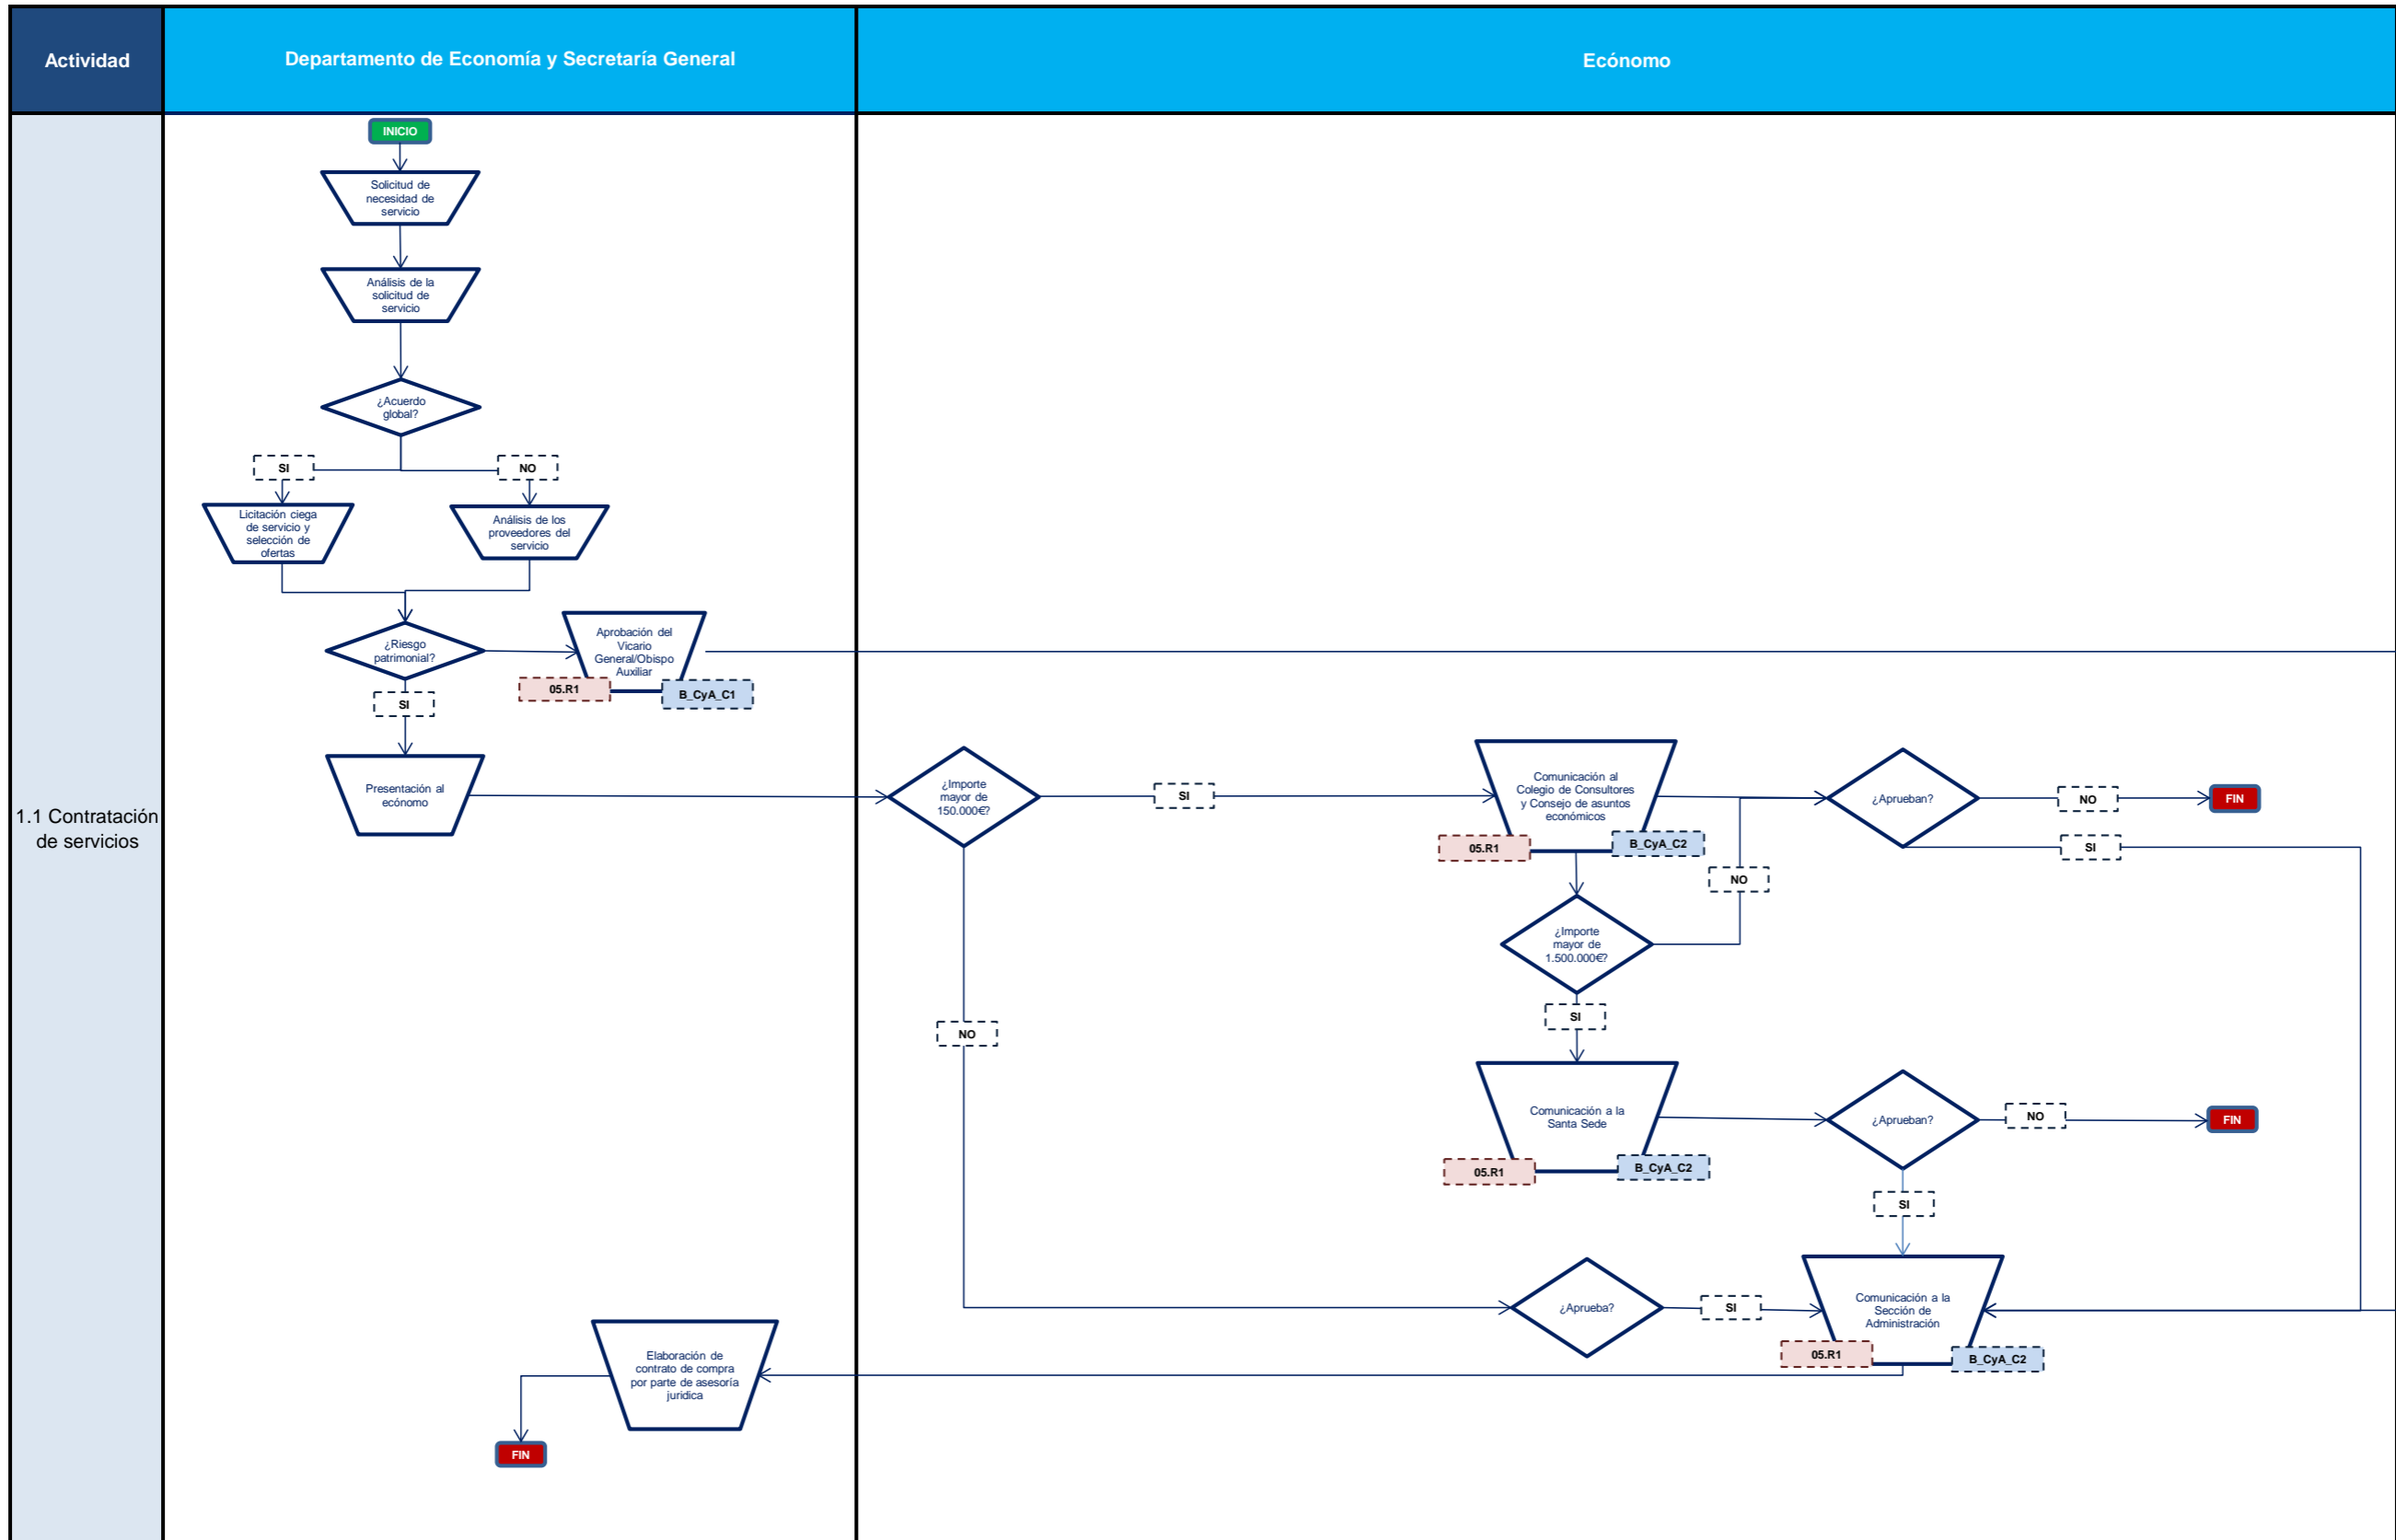 Actividad
Departamento de Economía y Secretaría General
Ecónomo
1.1 Contratación
de servicios
INICIO
Solicitud de
necesidad de
servicio
Análisis de la
solicitud de
servicio
¿Acuerdo
global?
SI
NO
Licitación ciega
de servicio y
selección de
ofertas
Análisis de los
proveedores del
servicio
¿Riesgo
patrimonial?
Aprobación del
Vicario
General/Obispo
Auxiliar
05.R1
B_CyA_C1
SI
Presentación al
ecónomo
¿Importe
mayor de
150.000€?
SI
Comunicación al
Colegio de Consultores
y Consejo de asuntos
económicos
05.R1
B_CyA_C2
¿Aprueban?
NO
FIN
SI
NO
¿Importe
mayor de
1.500.000€?
SI
NO
Comunicación a la
Santa Sede
05.R1
B_CyA_C2
¿Aprueban?
NO
FIN
SI
¿Aprueba?
SI
Comunicación a la
Sección de
Administración
05.R1
B_CyA_C2
Elaboración de
contrato de compra
por parte de asesoría
juridica
FIN